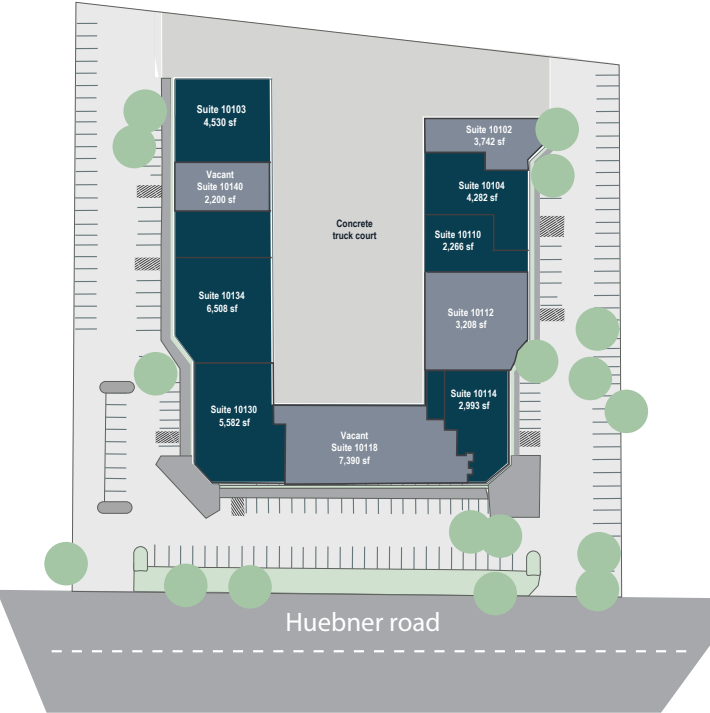 Suite 10103
4,530 sf
Vacant
Suite 10140
2,200 sf
Suite 10134
6,508 sf
Suite 10130
5,582 sf
Concrete
truck court
Vacant
Suite 10118
7,390 sf
Suite 10102
3,742 sf
Suite 10104
4,282 sf
Suite 10110
2,266 sf
Suite 10112
3,208 sf
Suite 10114
2,993 sf
Huebner road